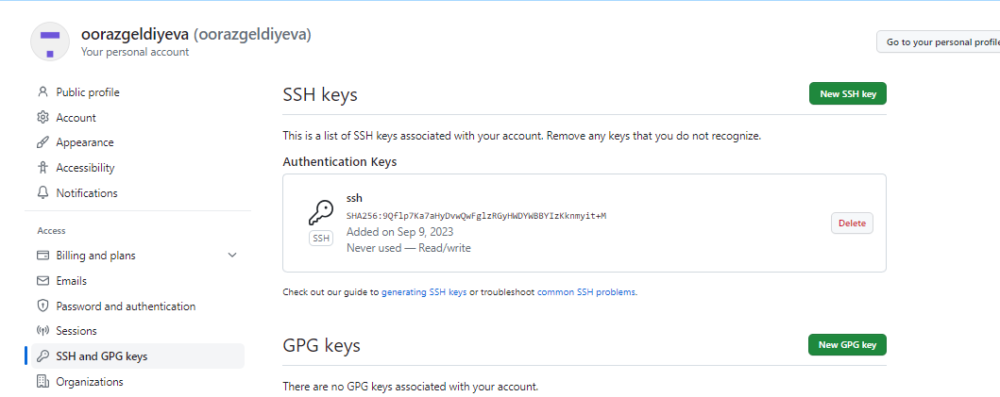 oorazgeldiyeva (oorazgeldiyeva)
Your personal account
Go to your personal profile
Public profile
Account
Appearance
Accessibility
Notifications
Access
Billing and plans
Emails
Password and authentication
Sessions
SSH and GPG keys
Organizations
SSH keys
New SSH key
This is a list of SSH keys associated with your account. Remove any keys that you do not recognize.
Authentication Keys
ssh
SHA256:9Qflp7Ka7aHyDvwQwFglzRGyHWDYWBBYIzKknmyit+M
Added on Sep 9, 2023
Never used — Read/write
SSH
Delete
Check out our guide to generating SSH keys or troubleshoot common SSH problems.
GPG keys
New GPG key
There are no GPG keys associated with your account.